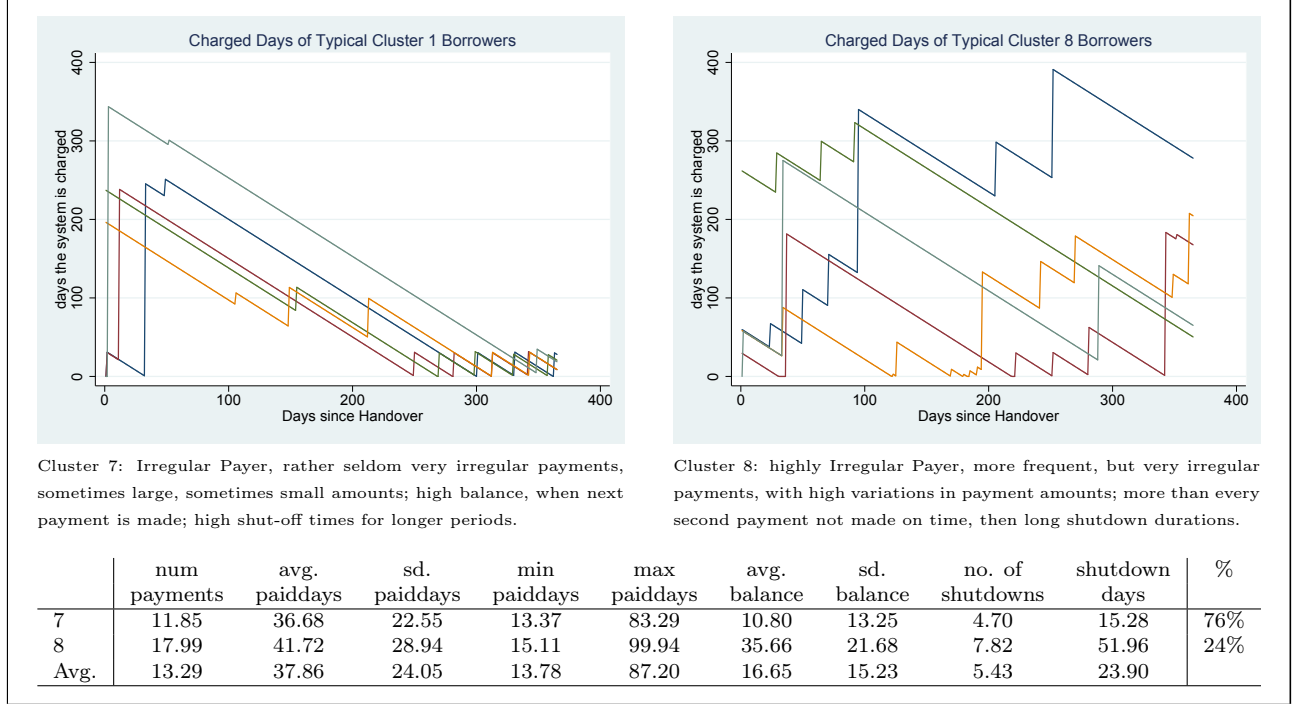 Charged Days of Typical Cluster 1 Borrowers
days the system is charged
400
300
200
100
0
0 100 200 300 400
Days since Handover
Cluster 7: Irregular Payer, rather seldom very irregular payments,
sometimes large, sometimes small amounts; high balance, when next
payment is made; high shut-off times for longer periods.
Charged Days of Typical Cluster 8 Borrowers
days the system is charged
400
300
200
100
0
0 100 200 300 400
Days since Handover
Cluster 8: highly Irregular Payer, more frequent, but very irregular
payments, with high variations in payment amounts; more than every
second payment not made on time, then long shutdown durations.
num avg. sd. min max avg. sd. no. of shutdown %
payments paiddays paiddays paiddays paiddays balance balance shutdowns days
7 11.85 36.68 22.55 13.37 83.29 10.80 13.25 4.70 15.28 76%
8 17.99 41.72 28.94 15.11 99.94 35.66 21.68 7.82 51.96 24%
Avg. 13.29 37.86 24.05 13.78 87.20 16.65 15.23 5.43 23.90